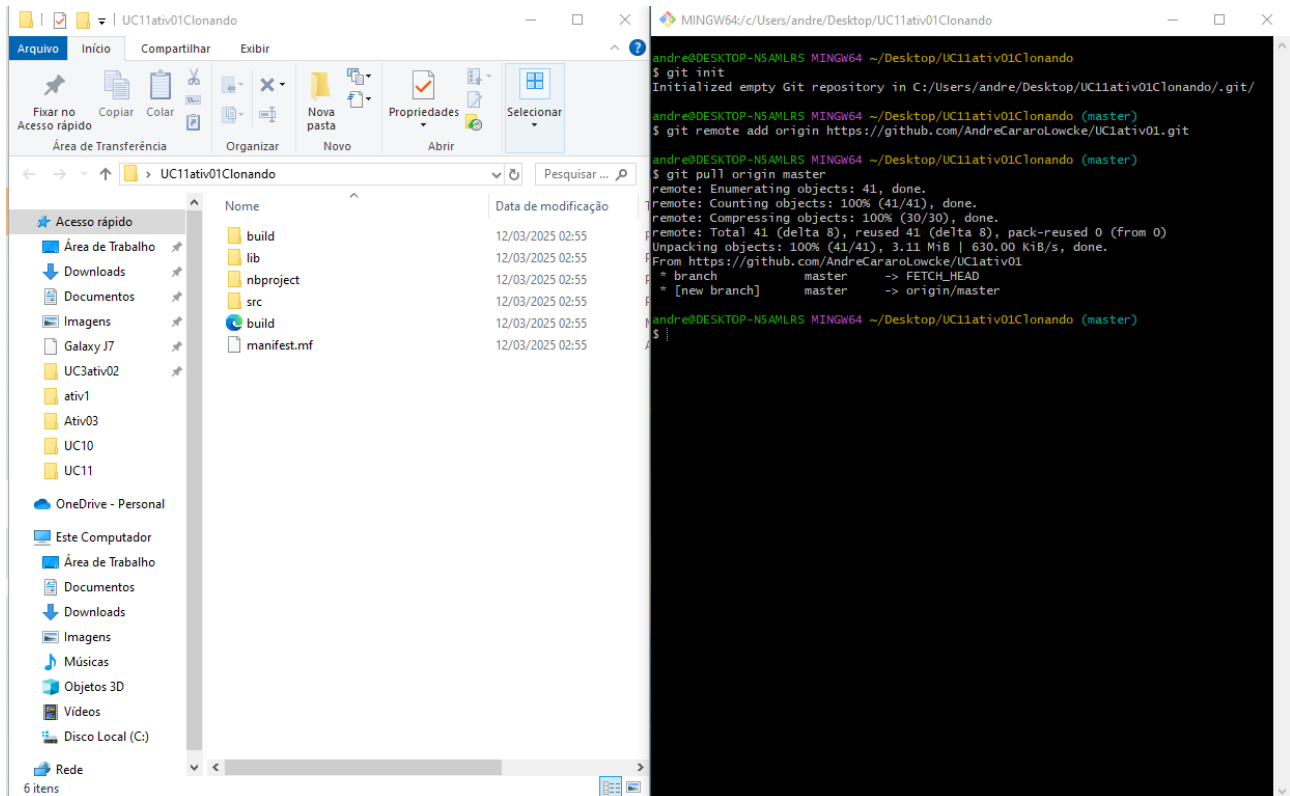 UC11ativ01Clonando
Arquivo Início Compartilhar Exibir
Fixar no Acesso rápido
Copiar
Colar
Área de Transferência
Organizar
Nova pasta
Novo
Propriedades
Abrir
Selecionar
UC11ativ01Clonando
Pesquisar ...
Acesso rápido
Área de Trabalho
Downloads
Documentos
Imagens
Galaxy J7
UC3ativ02
ativ1
Ativ03
UC10
UC11
OneDrive - Personal
Este Computador
Área de Trabalho
Documentos
Downloads
Imagens
Músicas
Objetos 3D
Vídeos
Disco Local (C:)
Rede
6 itens
Nome Data de modificação
build 12/03/2025 02:55
lib 12/03/2025 02:55
nbproject 12/03/2025 02:55
src 12/03/2025 02:55
build 12/03/2025 02:55
manifest.mf 12/03/2025 02:55
MINGW64:/c/Users/andre/Desktop/UC11ativ01Clonando
andre@DESKTOP-N5AMLRS MINGW64 ~/Desktop/UC11ativ01Clonando
$ git init
Initialized empty Git repository in C:/Users/andre/Desktop/UC11ativ01Clonando/.git/
andre@DESKTOP-N5AMLRS MINGW64 ~/Desktop/UC11ativ01Clonando (master)
$ git remote add origin https://github.com/AndreCararoLowcke/UC1ativ01.git
andre@DESKTOP-N5AMLRS MINGW64 ~/Desktop/UC11ativ01Clonando (master)
$ git pull origin master
remote: Enumerating objects: 41, done.
remote: Counting objects: 100% (41/41), done.
remote: Compressing objects: 100% (30/30), done.
remote: Total 41 (delta 8), reused 41 (delta 8), pack-reused 0 (from 0)
Unpacking objects: 100% (41/41), 3.11 MiB | 630.00 KiB/s, done.
From https://github.com/AndreCararoLowcke/UC1ativ01
* branch master -> FETCH_HEAD
* [new branch] master -> origin/master
andre@DESKTOP-N5AMLRS MINGW64 ~/Desktop/UC11ativ01Clonando (master)
$